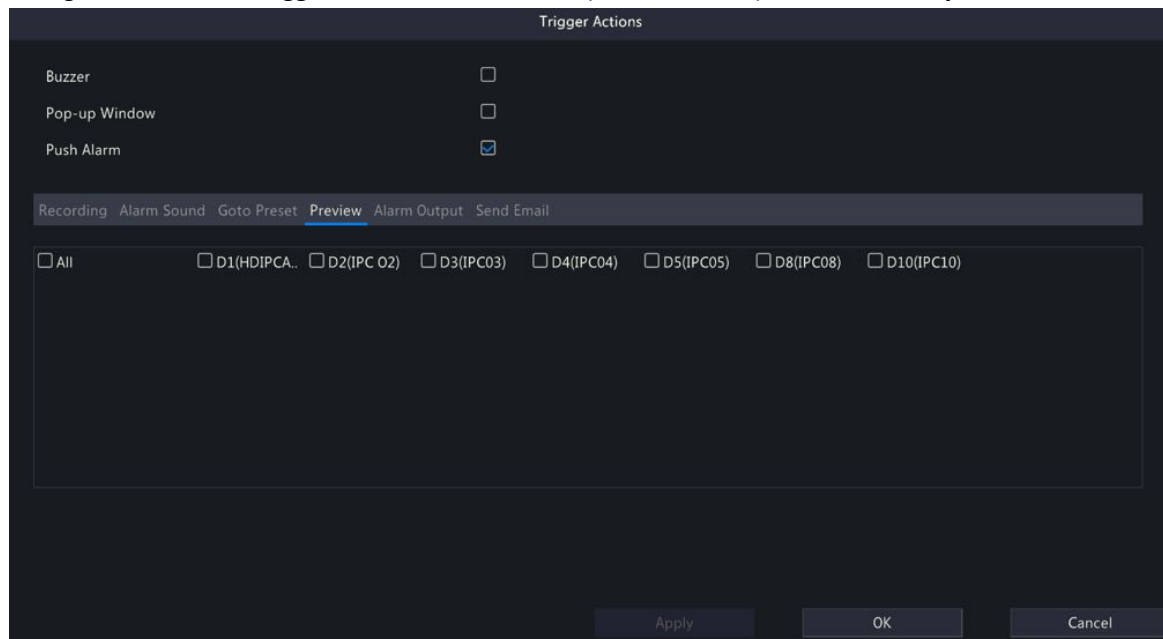 Trigger Actions
Buzzer
Pop-up Window
Push Alarm
Recording Alarm Sound Goto Preset Preview Alarm Output Send Email
All D1(HDIPCA.. D2(IPC O2) D3(IPC03) D4(IPC04) D5(IPC05) D8(IPC08) D10(IPC10)
Apply OK Cancel